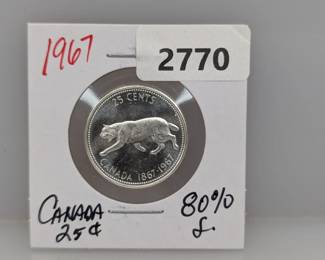 1967
2770
25 CENTS
CANADA 1867-1967
CANADA
25¢
80%
S.